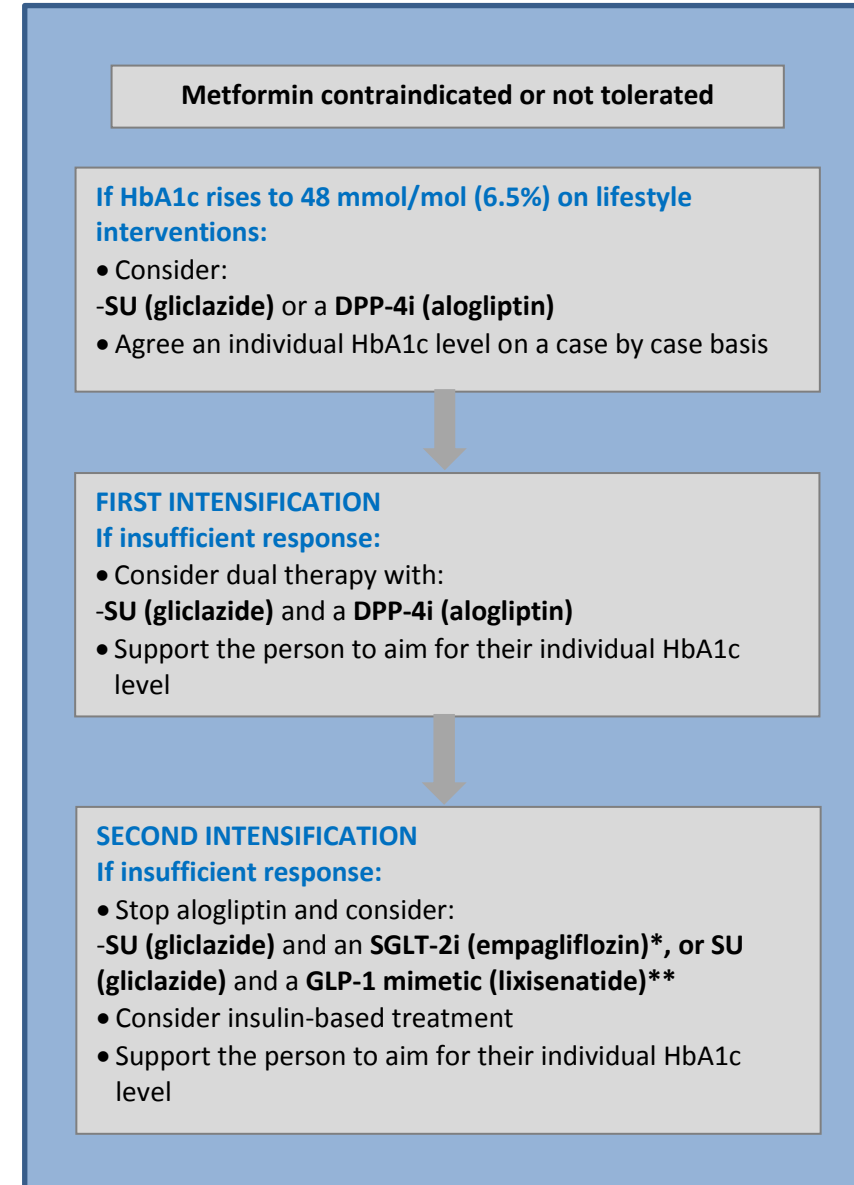 Metformin contraindicated or not tolerated
If HbA1c rises to 48 mmol/mol (6.5%) on lifestyle
interventions:
• Consider:
-SU (gliclazide) or a DPP-4i (alogliptin)
• Agree an individual HbA1c level on a case by case basis
FIRST INTENSIFICATION
If insufficient response:
• Consider dual therapy with:
-SU (gliclazide) and a DPP-4i (alogliptin)
• Support the person to aim for their individual HbA1c
level
SECOND INTENSIFICATION
If insufficient response:
• Stop alogliptin and consider:
-SU (gliclazide) and an SGLT-2i (empagliflozin)*, or SU
(gliclazide) and a GLP-1 mimetic (lixisenatide)**
• Consider insulin-based treatment
• Support the person to aim for their individual HbA1c
level